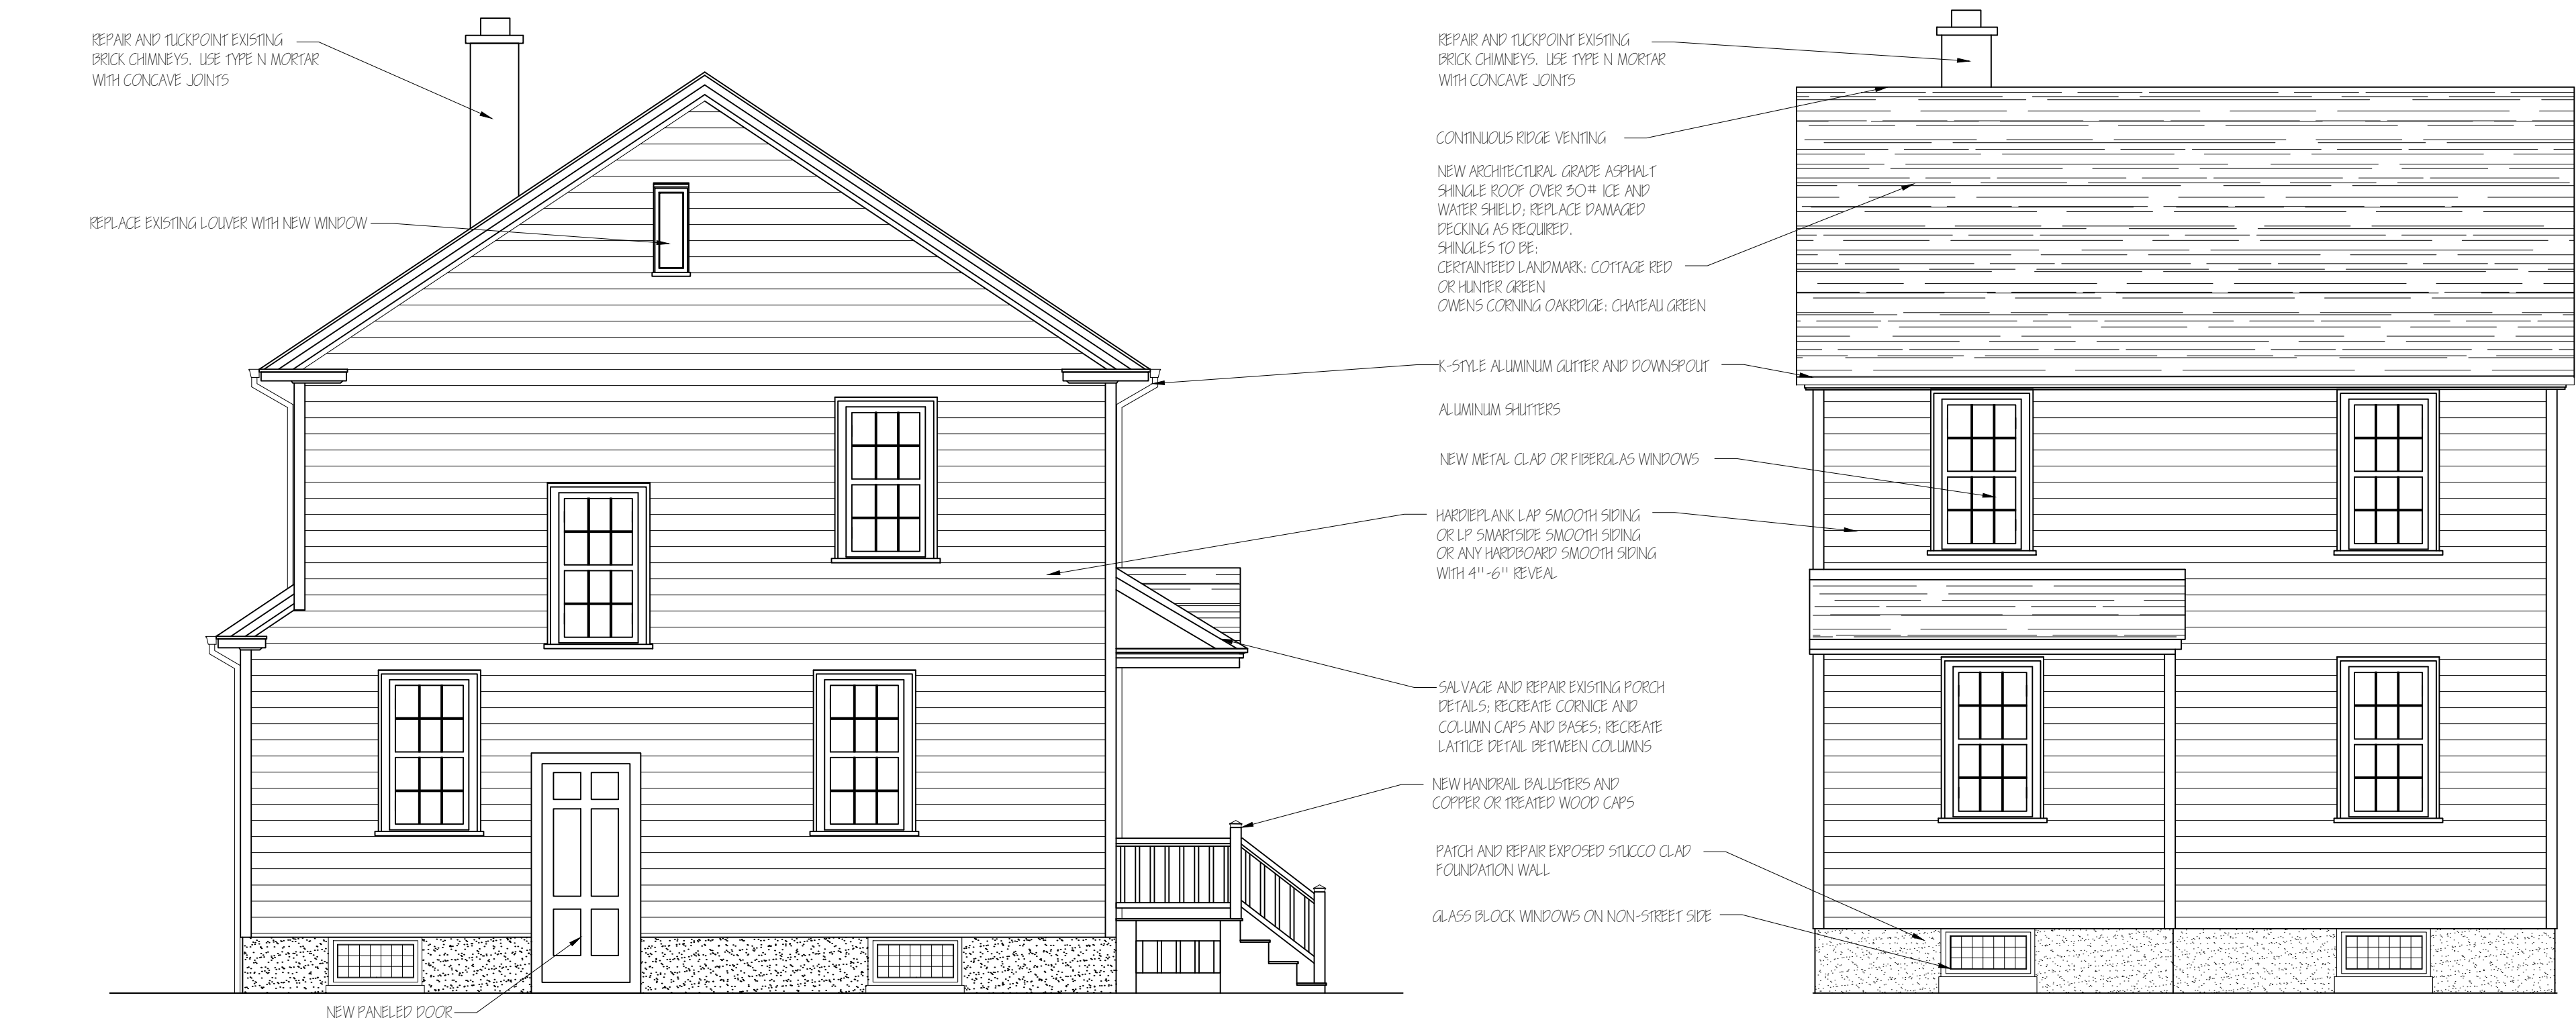 REPAIR AND TUCKPOINT EXISTING
BRICK CHIMNEYS. USE TYPE N MORTAR
WITH CONCAVE JOINTS
REPLACE EXISTING LOUVER WITH NEW WINDOW
NEW PANELED DOOR
REPAIR AND TUCKPOINT EXISTING
BRICK CHIMNEYS. USE TYPE N MORTAR
WITH CONCAVE JOINTS
CONTINUOUS RIDGE VENTING
NEW ARCHITECTURAL GRADE ASPHALT
SHINGLE ROOF OVER 30# ICE AND
WATER SHIELD; REPLACE DAMAGED
DECKING AS REQUIRED.
SHINGLES TO BE:
CERTAINTEED LANDMARK: COTTAGE RED
OR HUNTER GREEN
OWENS CORNING OAKRDIGE: CHATEAU GREEN
K-STYLE ALUMINUM GUTTER AND DOWNSPOUT
ALUMINUM SHUTTERS
NEW METAL CLAD OR FIBERGLAS WINDOWS
HARDIEPLANK LAP SMOOTH SIDING
OR LP SMARTSIDE SMOOTH SIDING
OR ANY HARDBOARD SMOOTH SIDING
WITH 4"-6" REVEAL
SALVAGE AND REPAIR EXISTING PORCH
DETAILS; RECREATE CORNICE AND
COLUMN CAPS AND BASES; RECREATE
LATTICE DETAIL BETWEEN COLUMNS
NEW HANDRAIL BALUSTERS AND
COPPER OR TREATED WOOD CAPS
PATCH AND REPAIR EXPOSED STUCCO CLAD
FOUNDATION WALL
GLASS BLOCK WINDOWS ON NON-STREET SIDE